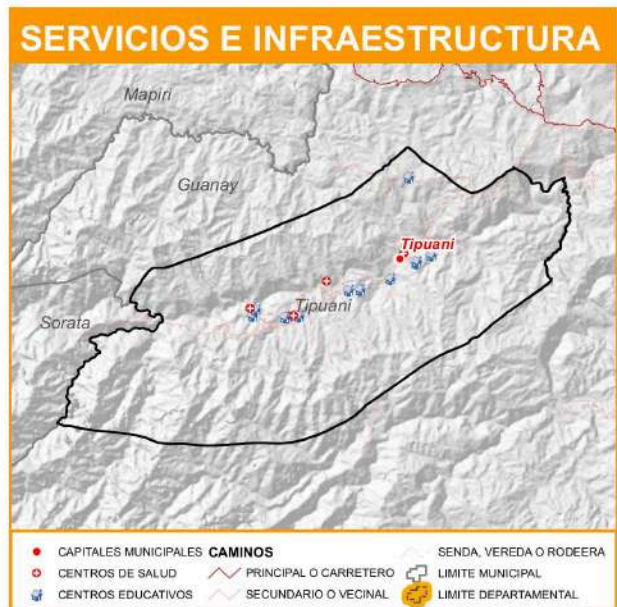 SERVICIOS E INFRAESTRUCTURA
Mapiri
Guanay
Tipuani
Tipuani
Sorata
CAPITALES MUNICIPALES
CENTROS DE SALUD
CENTROS EDUCATIVOS
CAMINOS
PRINCIPAL O CARRETERO
SECUNDARIO O VECINAL
SENDA, VEREDA O RODEERA
LIMITE MUNICIPAL
LIMITE DEPARTAMENTAL